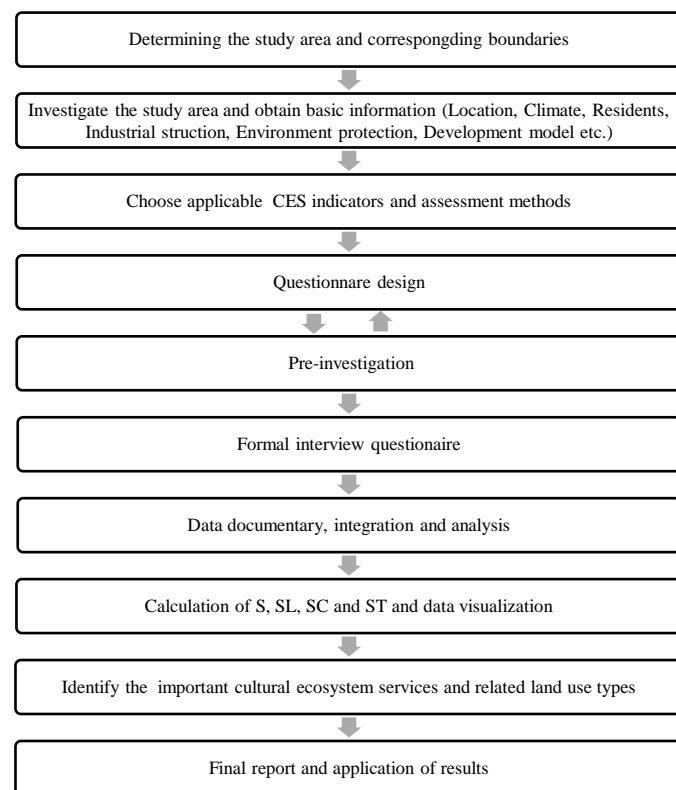 Determining the study area and correspongding boundaries
Investigate the study area and obtain basic information (Location, Climate, Residents,
Industrial struction, Environment protection, Development model etc.)
Choose applicable CES indicators and assessment methods
Questionnare design
Pre-investigation
Formal interview questionaire
Data documentary, integration and analysis
Calculation of S, SL, SC and ST and data visualization
Identify the important cultural ecosystem services and related land use types
Final report and application of results